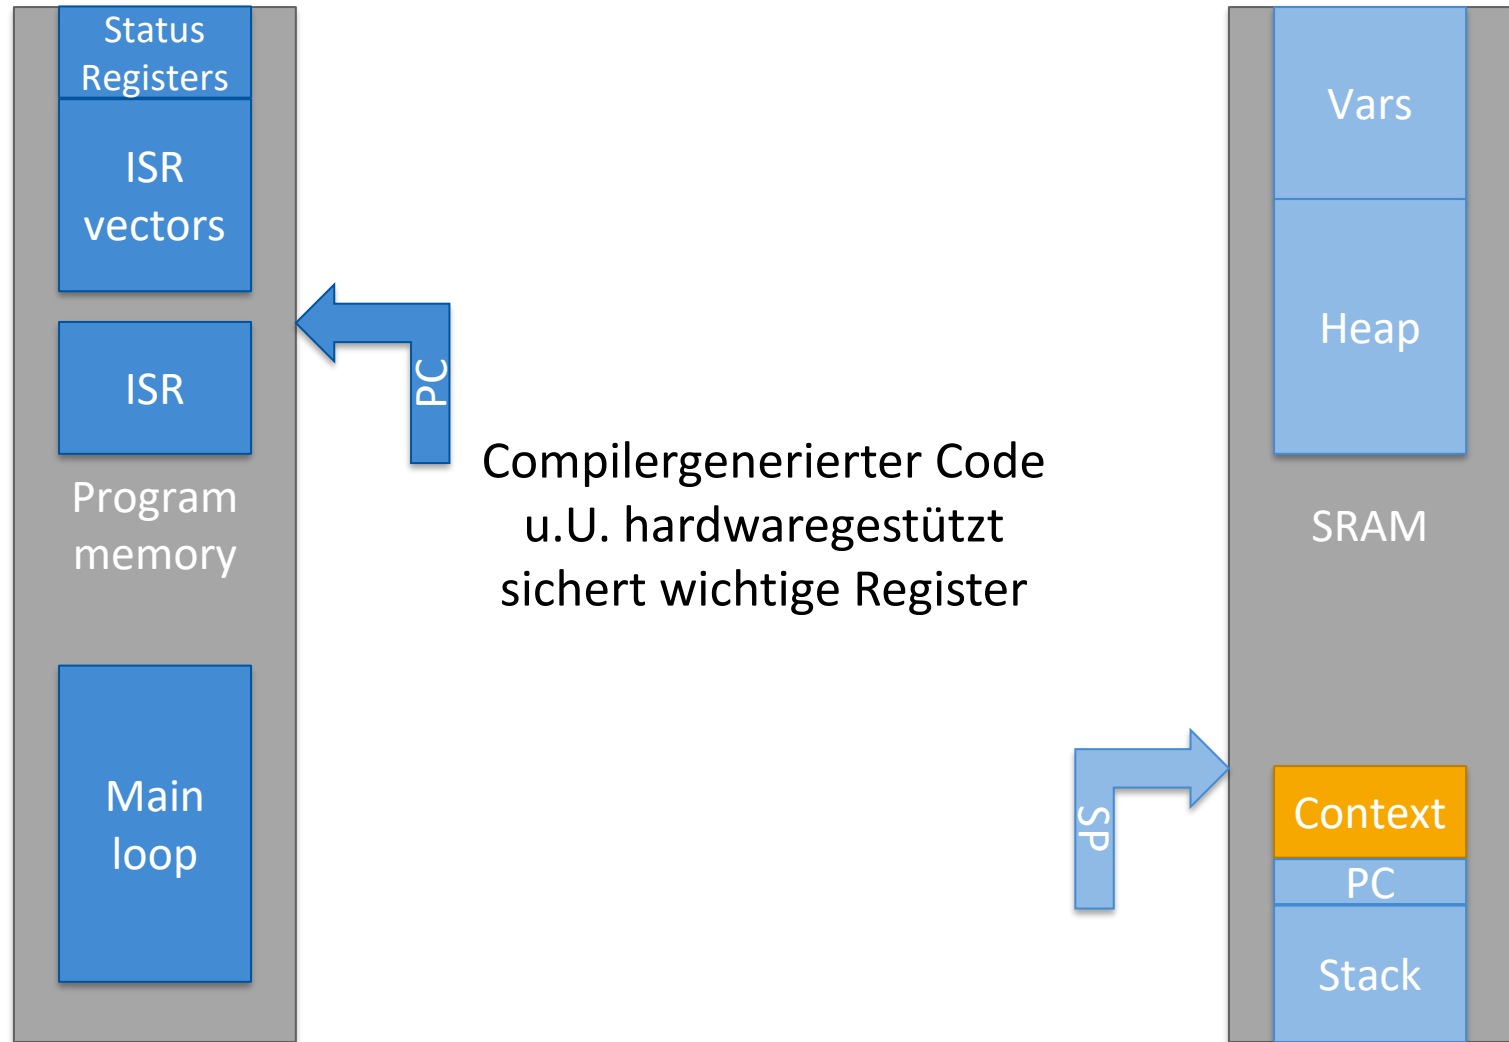 Status
Registers
ISR
vectors
ISR
Program
memory
Main
loop
PC
Compilergenerierter Code
u.U. hardwaregestützt
sichert wichtige Register
SP
Vars
Heap
SRAM
Context
PC
Stack